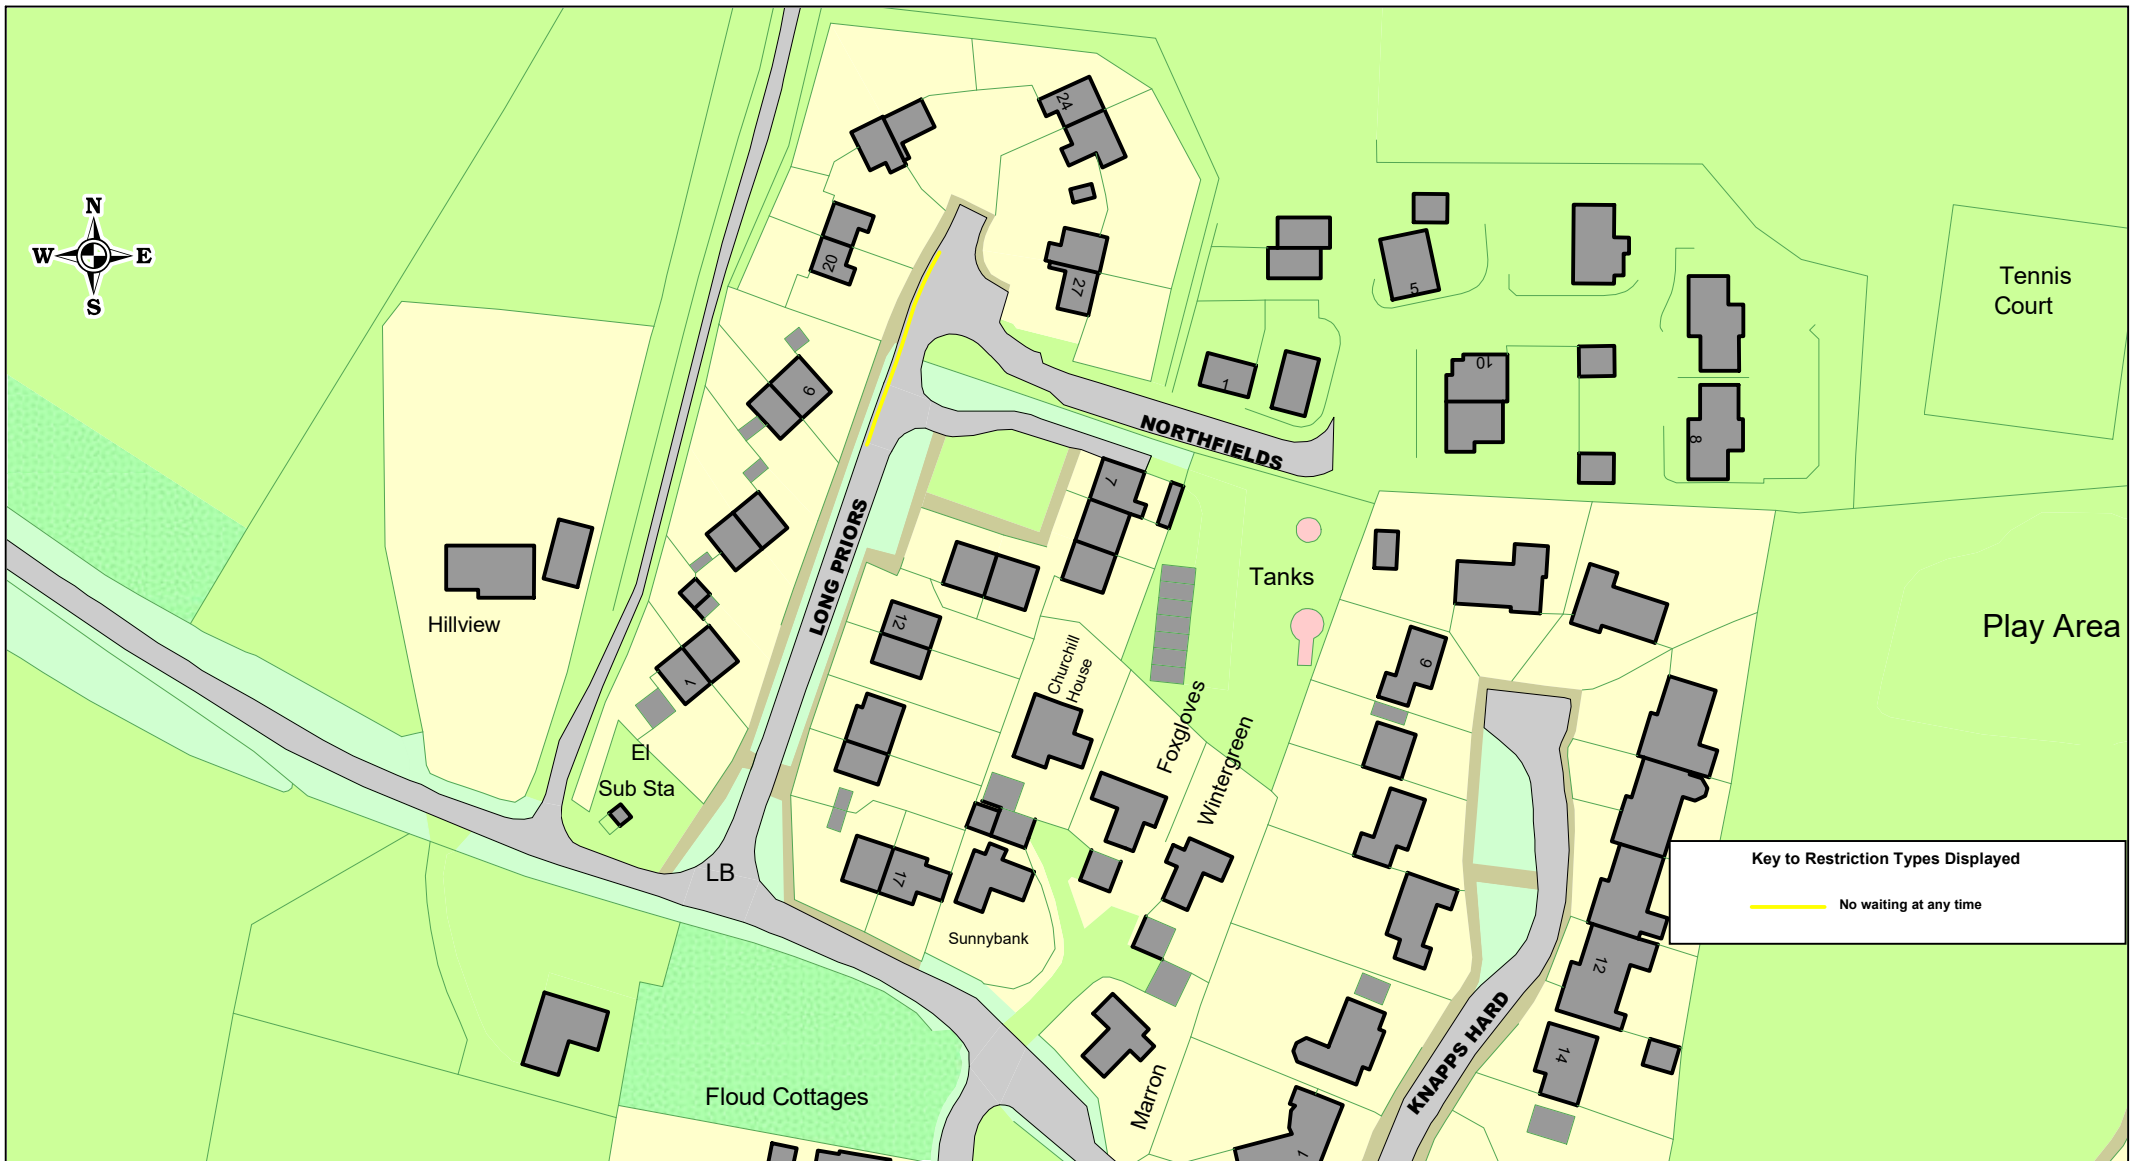 N
W
E
S
24
20
27
5
Tennis
Court
1
10
8
9
NORTHFIELDS
7
LONG PRIORS
Tanks
Hillview
12
Churchill
House
9
Play Area
1
Foxgloves
Wintergreen
El
Sub Sta
LB
17
Sunnybank
Key to Restriction Types Displayed
No waiting at any time
12
14
KNAPPS HARD
Floud Cottages
Marron
1